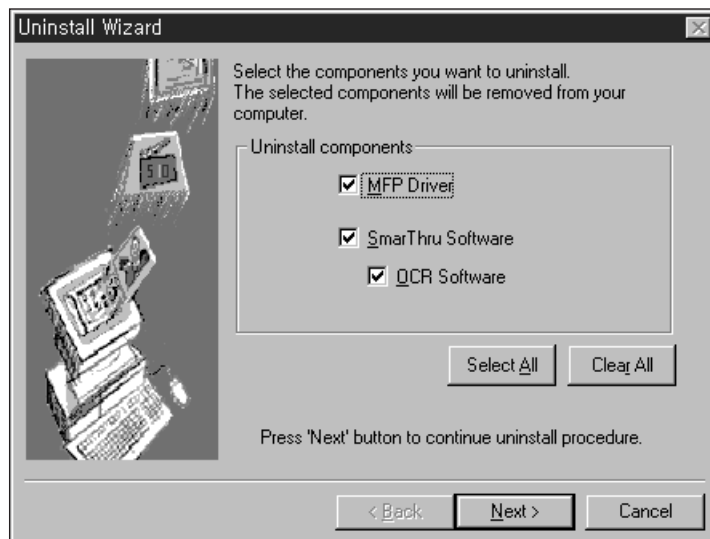 Uninstall Wizard
Select the components you want to uninstall.
The selected components will be removed from your
computer.
Uninstall components
MFP Driver
SmarThru Software
OCR Software
Select All
Clear All
Press 'Next' button to continue uninstall procedure.
< Back
Next >
Cancel